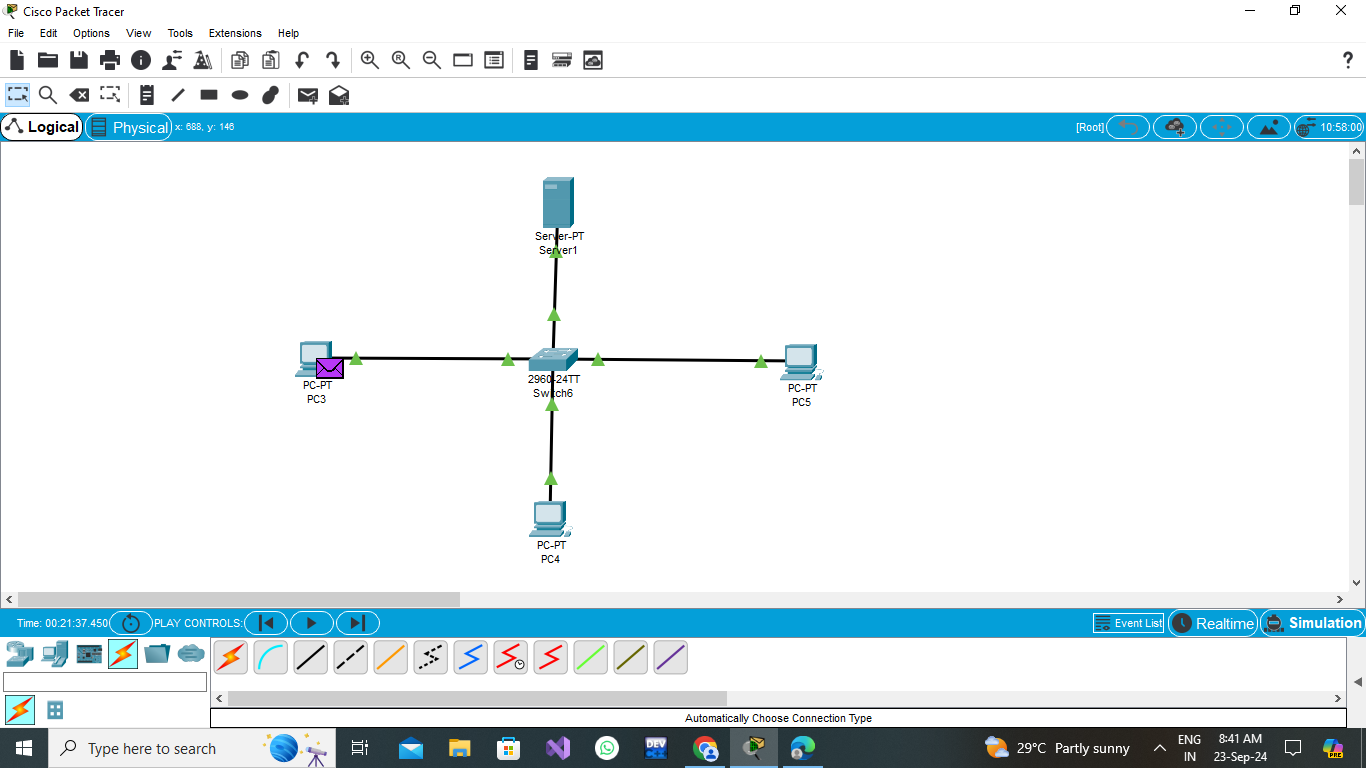 Cisco Packet Tracer
File Edit Options View Tools Extensions Help
Logical Physical x: 688, y: 146 [Root] 10:58:00
Server-PT
Server1
2960-24TT
Switch6
PC-PT
PC3
PC-PT
PC5
PC-PT
PC4
Time: 00:21:37.450 PLAY CONTROLS: Event List Realtime Simulation
Automatically Choose Connection Type
Type here to search
DEV
29°C Partly sunny
ENG
IN
8:41 AM
23-Sep-24
PRE